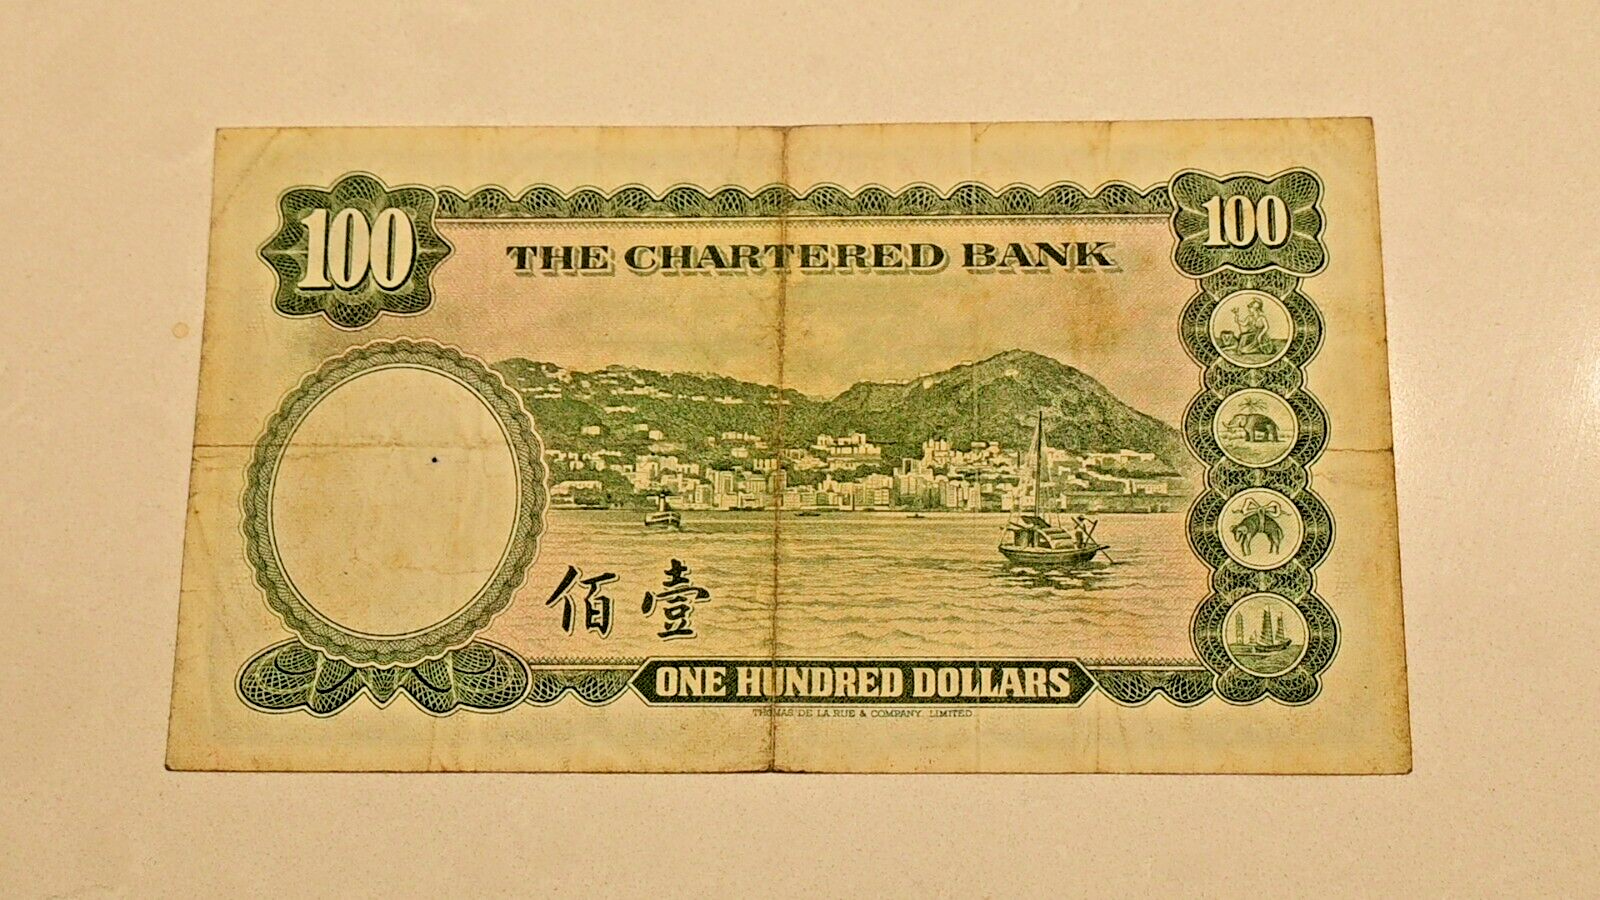 100
100
THE CHARTERED BANK
佰壹
ONE HUNDRED DOLLARS
THOMAS DE LA RUE & COMPANY, LIMITED